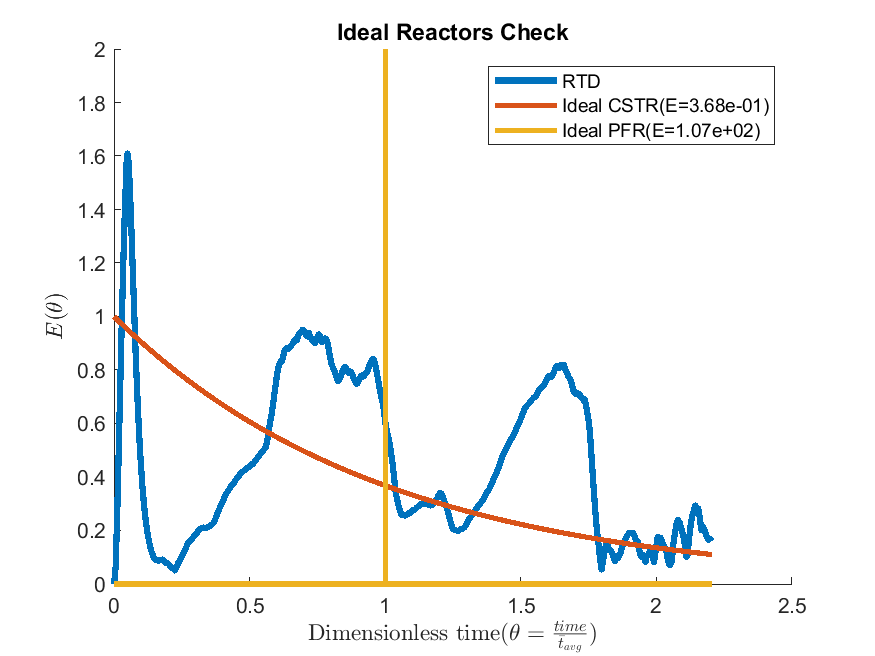 Ideal Reactors Check
2
1.8
1.6
1.4
1.2
1
0.8
0.6
0.4
0.2
0
E(θ)
RTD
Ideal CSTR(E=3.68e-01)
Ideal PFR(E=1.07e+02)
0 0.5 1 1.5 2 2.5
Dimensionless time(θ = time/t̄avg)